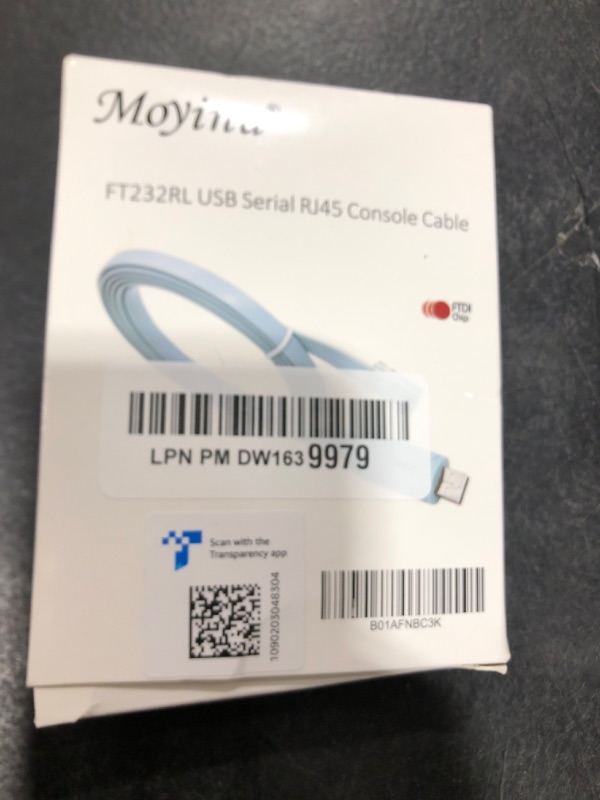 FT232RL USB Serial RJ45 Console Cable
FTDI
Chip
LPN PM DW163 9979
Scan with the
Transparency app
1090203048304
B01AFNBC3K